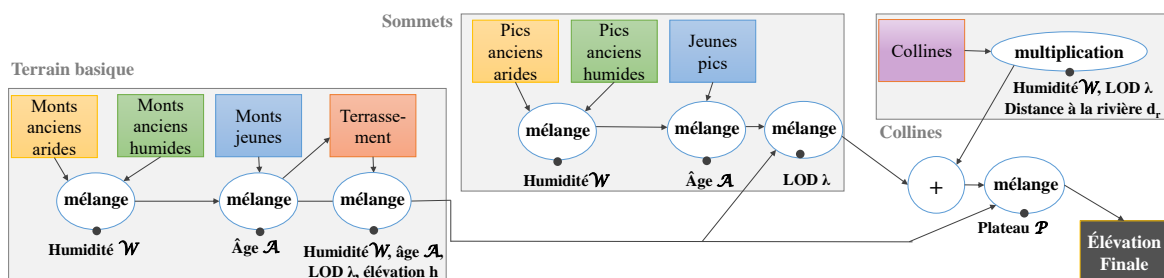 Terrain basique
Monts
anciens
arides
Monts
anciens
humides
Monts
jeunes
Terrasse-
ment
mélange
mélange
mélange
Humidité 𝒲
Âge 𝒜
Humidité 𝒲, âge 𝒜,
LOD λ, élévation h
Sommets
Pics
anciens
arides
Pics
anciens
humides
Jeunes
pics
mélange
mélange
mélange
Humidité 𝒲
Âge 𝒜
LOD λ
Collines
multiplication
Humidité 𝒲, LOD λ
Distance à la rivière dr
Collines
+
mélange
Plateau 𝒫
Élévation
Finale